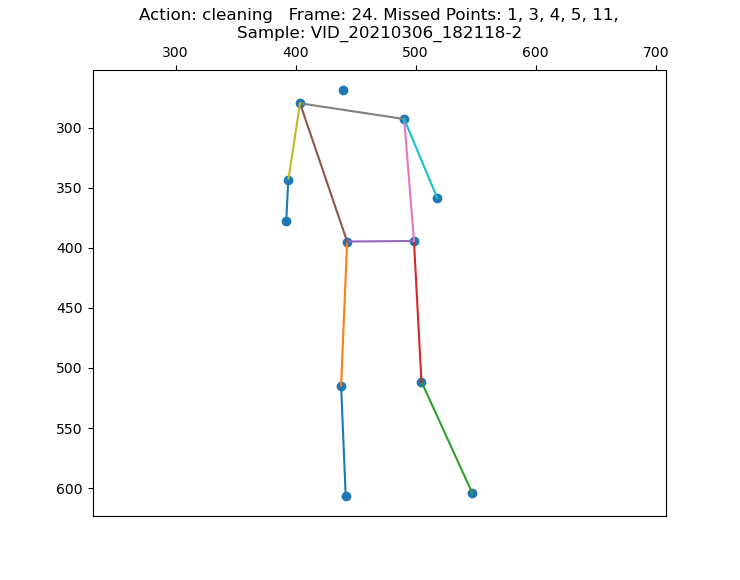 Action: cleaning   Frame: 24. Missed Points: 1, 3, 4, 5, 11,
Sample: VID_20210306_182118-2
300 400 500 600 700
300
350
400
450
500
550
600